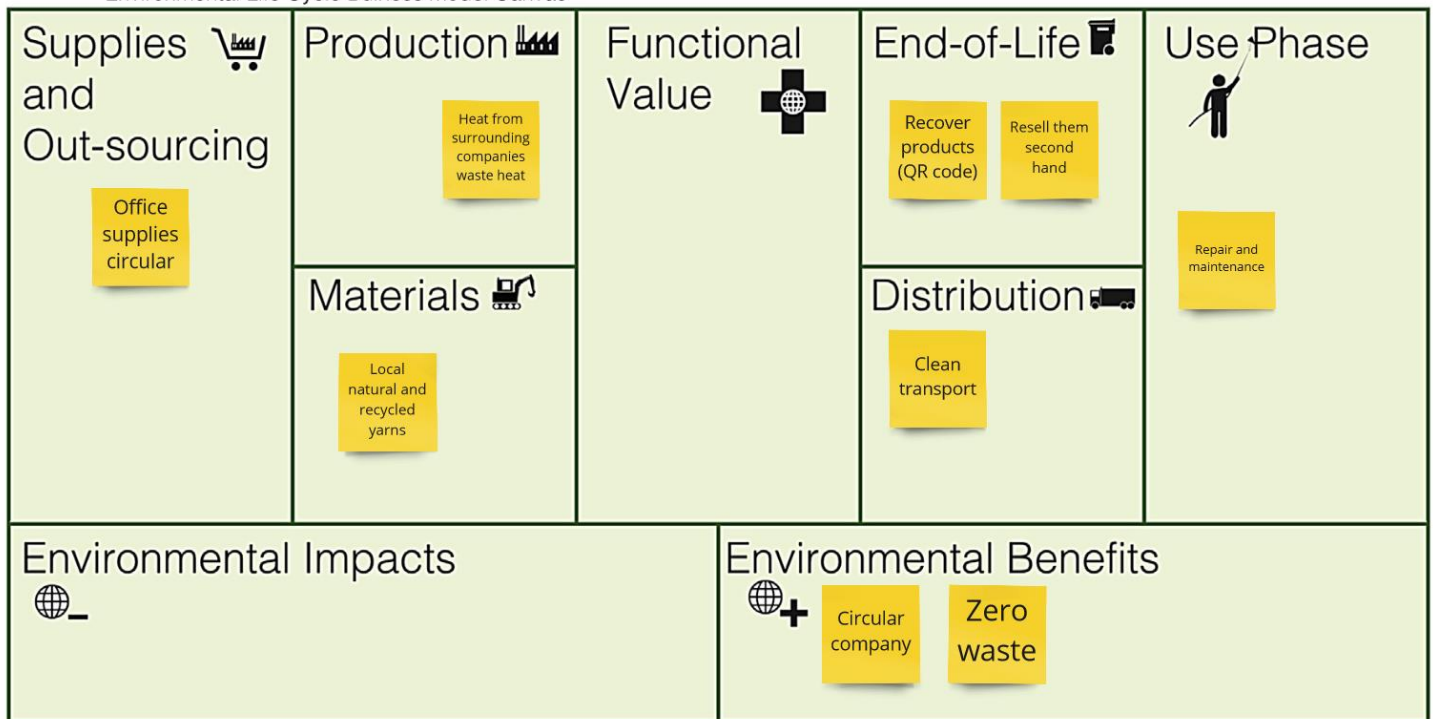 Supplies
and
Out-sourcing
Office
supplies
circular
Production
Heat from
surrounding
companies
waste heat
Materials
Local
natural and
recycled
yarns
Functional
Value
End-of-Life
Recover
products
(QR code)
Resell them
second
hand
Distribution
Clean
transport
Use Phase
Repair and
maintenance
Environmental Impacts
Environmental Benefits
Circular
company
Zero
waste